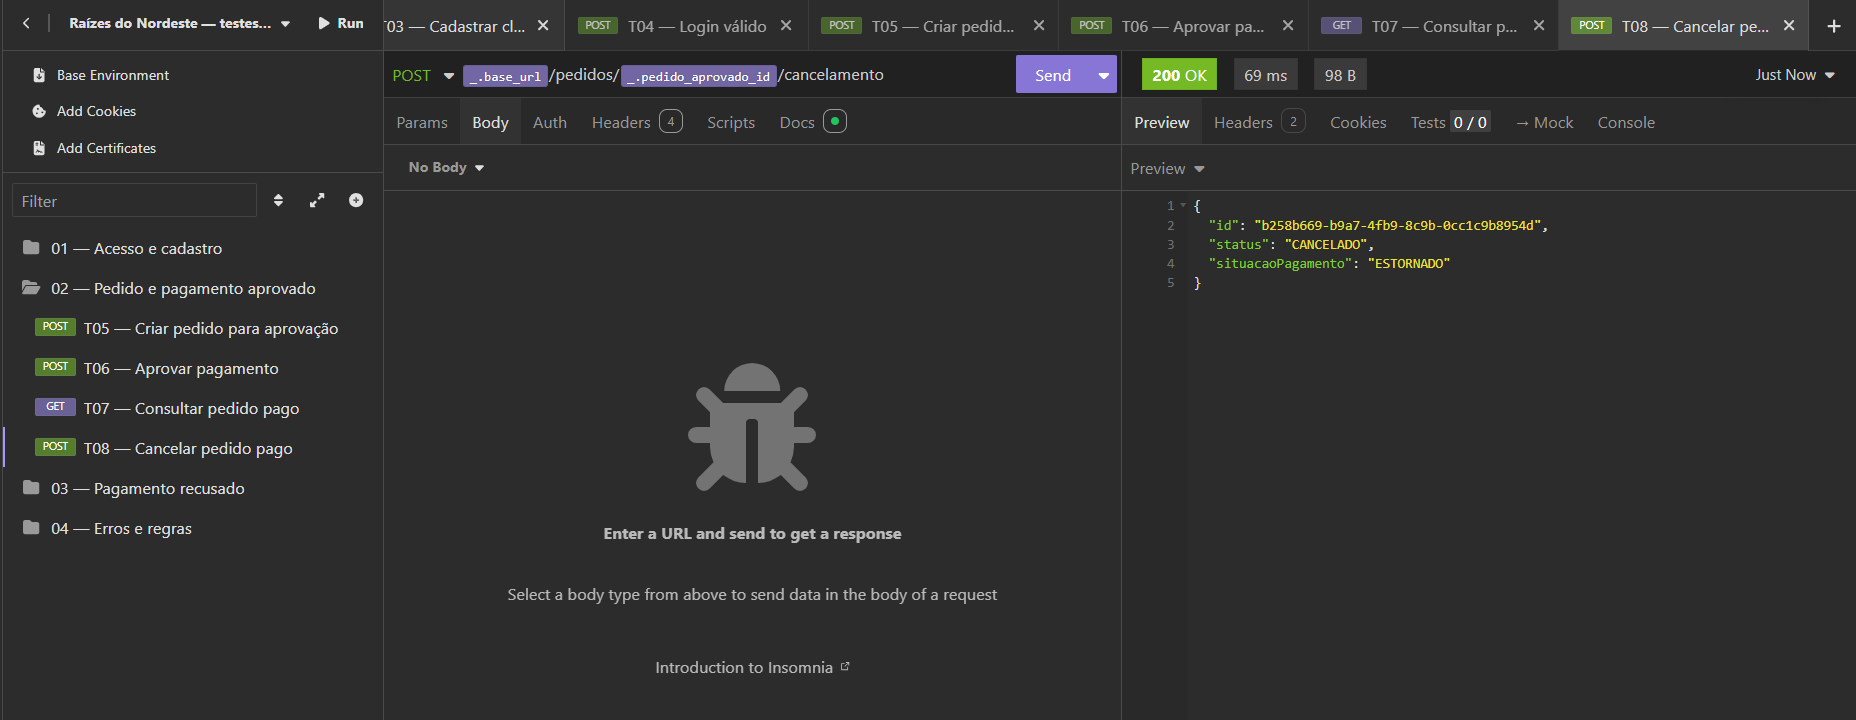 Raízes do Nordeste — testes...
Run
Base Environment
Add Cookies
Add Certificates
Filter
01 — Acesso e cadastro
02 — Pedido e pagamento aprovado
POST T05 — Criar pedido para aprovação
POST T06 — Aprovar pagamento
GET T07 — Consultar pedido pago
POST T08 — Cancelar pedido pago
03 — Pagamento recusado
04 — Erros e regras
T03 — Cadastrar cl...
POST T04 — Login válido
POST T05 — Criar pedid...
POST T06 — Aprovar pa...
GET T07 — Consultar p...
POST T08 — Cancelar pe...
POST _.base_url/pedidos/_.pedido_aprovado_id/cancelamento
Send
Params Body Auth Headers 4 Scripts Docs
No Body
Enter a URL and send to get a response
Select a body type from above to send data in the body of a request
Introduction to Insomnia
200 OK 69 ms 98 B Just Now
Preview Headers 2 Cookies Tests 0 / 0 → Mock Console
Preview
1 {
2 "id": "b258b669-b9a7-4fb9-8c9b-0cc1c9b8954d",
3 "status": "CANCELADO",
4 "situacaoPagamento": "ESTORNADO"
5 }